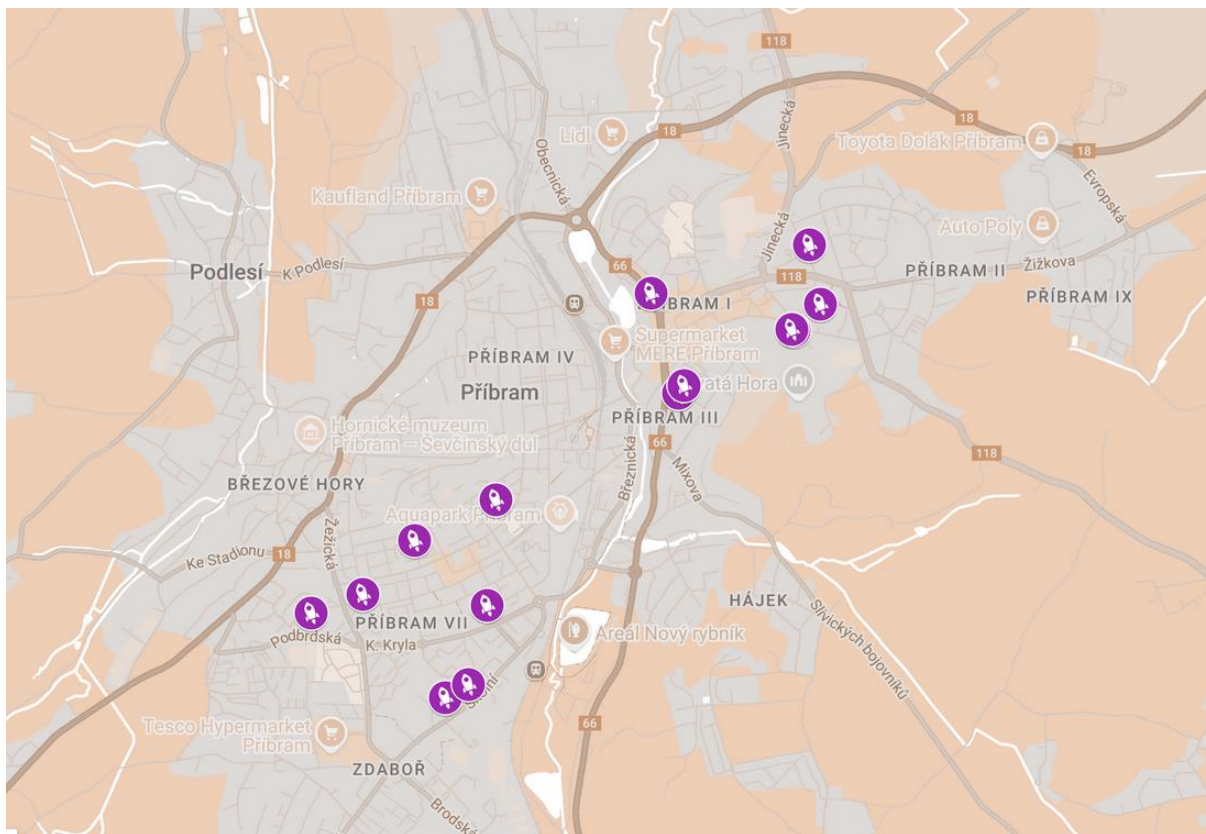 118
Jinecká
Lidl
18
Obecnická
Toyota Dolák Příbram
18
Evropská
Kaufland Příbram
Auto Poly
Jinecká
Podlesí
K Podlesí
66
118
PŘÍBRAM II
Žižkova
18
PŘÍBRAM IX
Supermarket
MERE Příbram
PŘÍBRAM IV
Příbram
PŘÍBRAM III
Hornické muzeum
Příbram – Ševčinský důl
66
118
Březnická
Mixova
BŘEZOVÉ HORY
Aquapark
Žežická
Ke Stadionu
18
HÁJEK
PŘÍBRAM VII
Podbrdská
K. Kryla
Areál Nový rybník
Slivických bojovníků
66
Tesco Hypermarket
Příbram
ZDABOŘ
Brodská